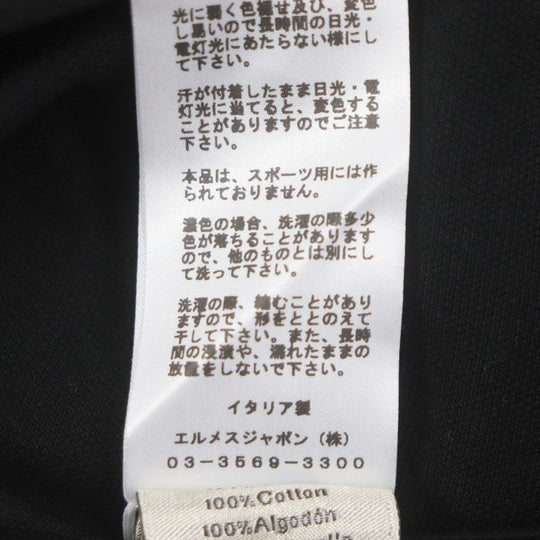 光に弱く色褪せ及び、変色
し易いので長時間の日光・
電灯光にあたらない様にし
て下さい。
汗が付着したまま日光・電
灯光に当てると、変色する
ことがありますのでご注意
下さい。
本品は、スポーツ用には作
られておりません。
濃色の場合、洗濯の際多少
色が落ちることがあります
ので、他のものとは別にし
て洗って下さい。
洗濯の際、縮むことがあり
ますので、形をととのえて
干して下さい。また、長時
間の浸漬や、濡れたままの
放置をしないで下さい。
イタリア製
エルメスジャポン（株）
03-3569-3300
100%Cotton
100%Algodón